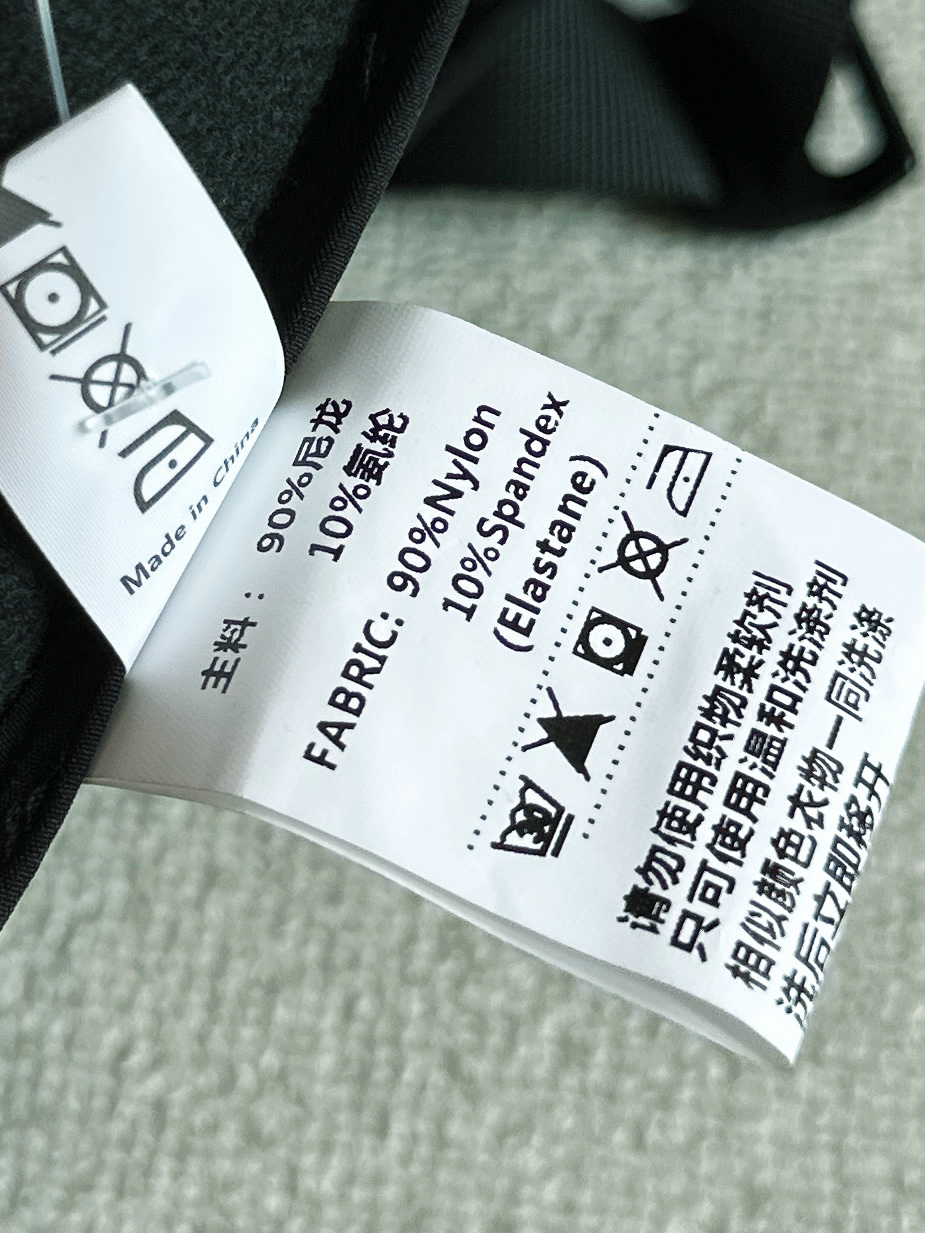 Made in China
主料： 90%尼龙
10%氨纶
FABRIC: 90%Nylon
10%Spandex
(Elastane)
请勿使用织物柔软剂
只可使用温和洗涤剂
相似颜色衣物一同洗涤
洗后立即移开